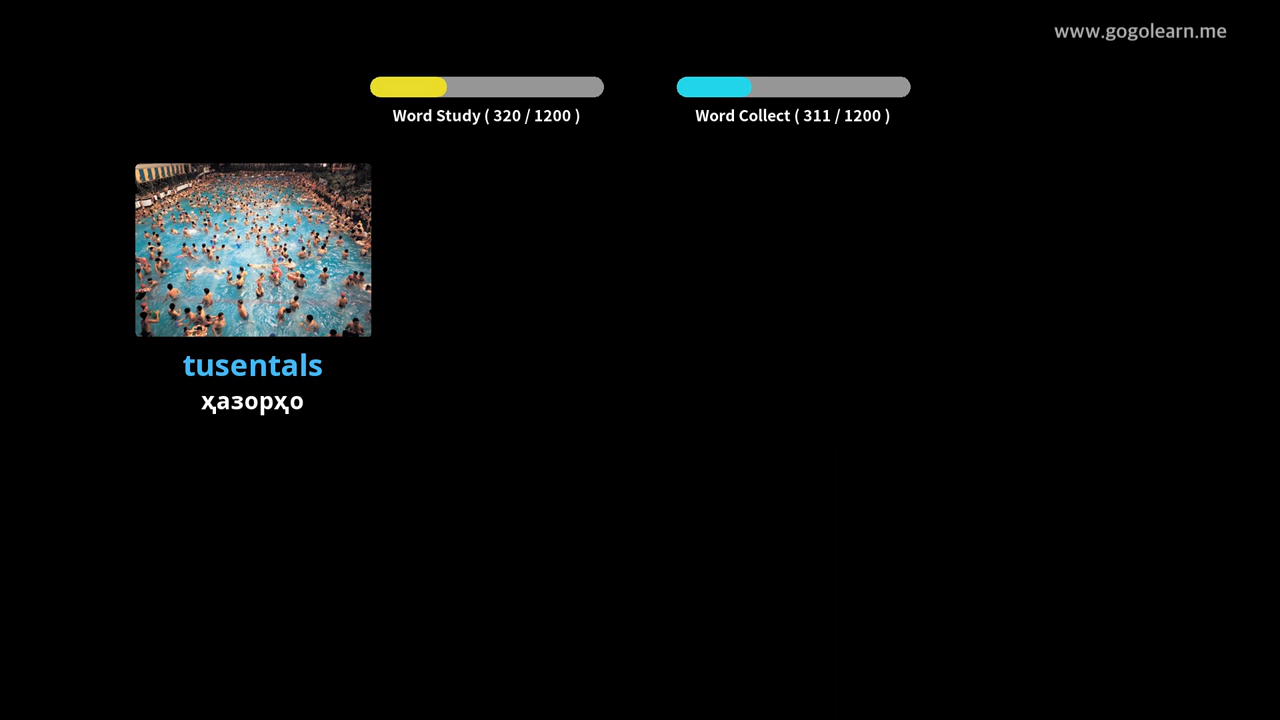 www.gogolearn.me
Word Study ( 320 / 1200 )
Word Collect ( 311 / 1200 )
tusentals
ҳазорҳо